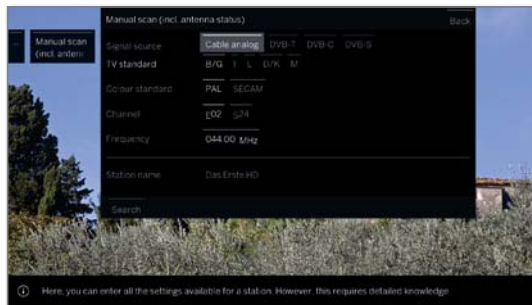 Manual scan (incl. antenna status)
Back
Manual scan
(incl. anten
Signal source Cable analog DVB-T DVB-C DVB-S
TV standard B/G I L D/K M
Colour standard PAL SECAM
Channel E02 S24
Frequency 044.00 MHz
Station name Das Erste HD
Search
Here, you can enter all the settings available for a station. However, this requires detailed knowledge.